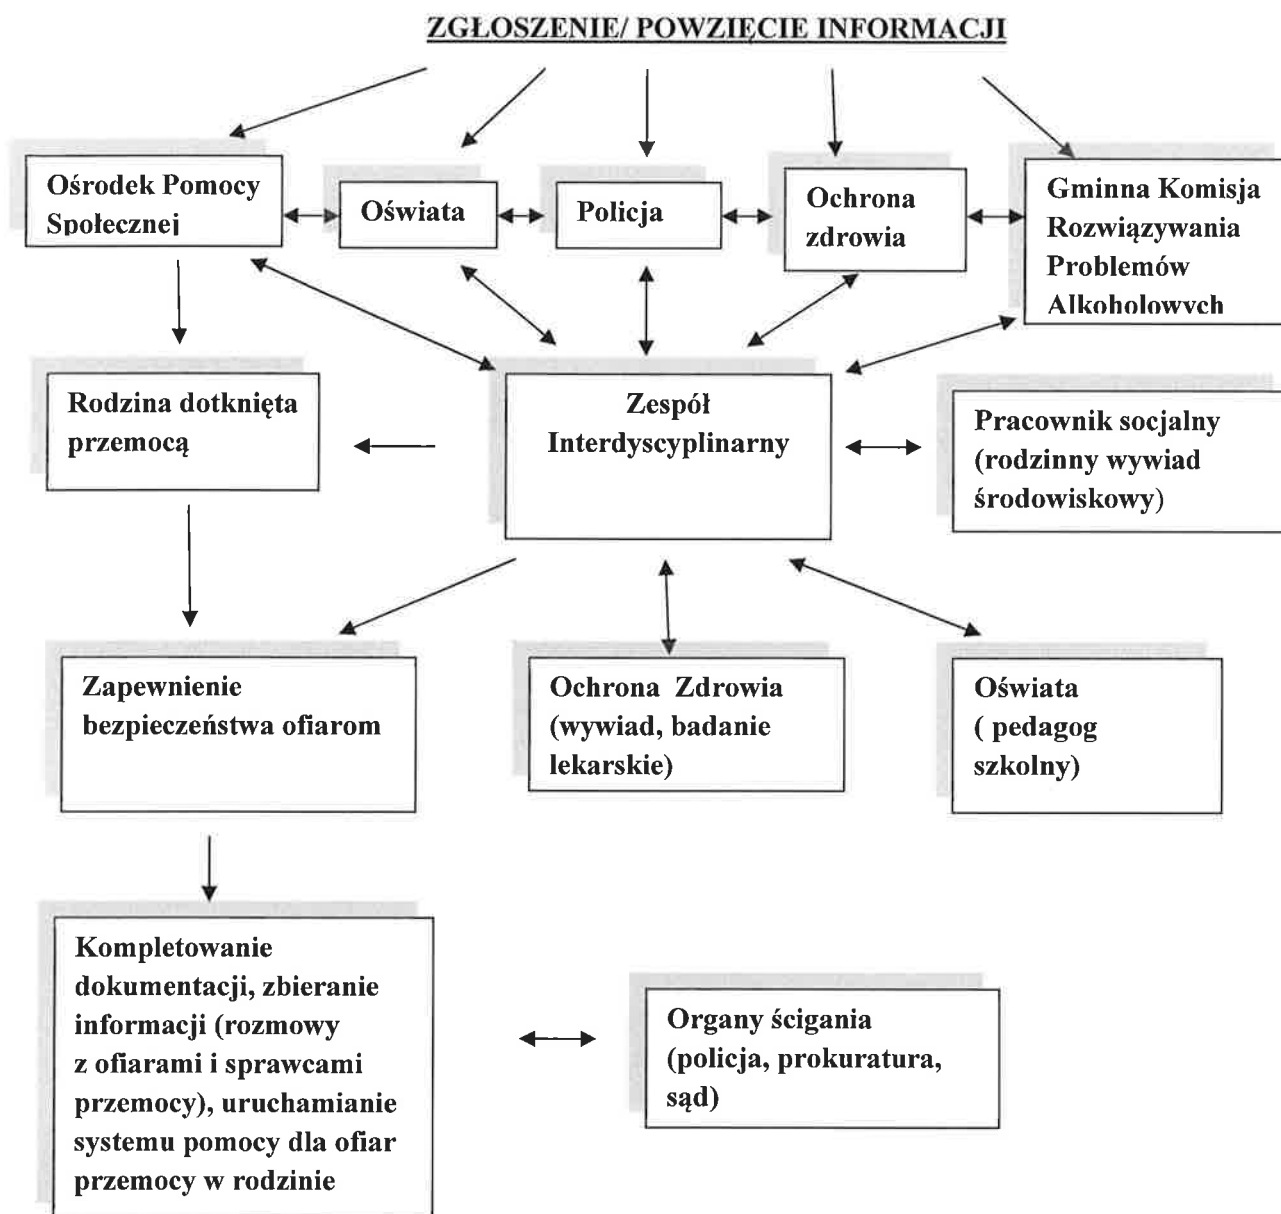 ZGŁOSZENIE/ POWZIĘCIE INFORMACJI
Ośrodek Pomocy
Społecznej
Oświata
Policja
Ochrona
zdrowia
Gminna Komisja
Rozwiązywania
Problemów
Alkoholowych
Rodzina dotknięta
przemocą
Zespół
Interdyscyplinarny
Pracownik socjalny
(rodzinny wywiad
środowiskowy)
Zapewnienie
bezpieczeństwa ofiarom
Ochrona Zdrowia
(wywiad, badanie
lekarskie)
Oświata
( pedagog
szkolny)
Kompletowanie
dokumentacji, zbieranie
informacji (rozmowy
z ofiarami i sprawcami
przemocy), uruchamianie
systemu pomocy dla ofiar
przemocy w rodzinie
Organy ścigania
(policja, prokuratura,
sąd)